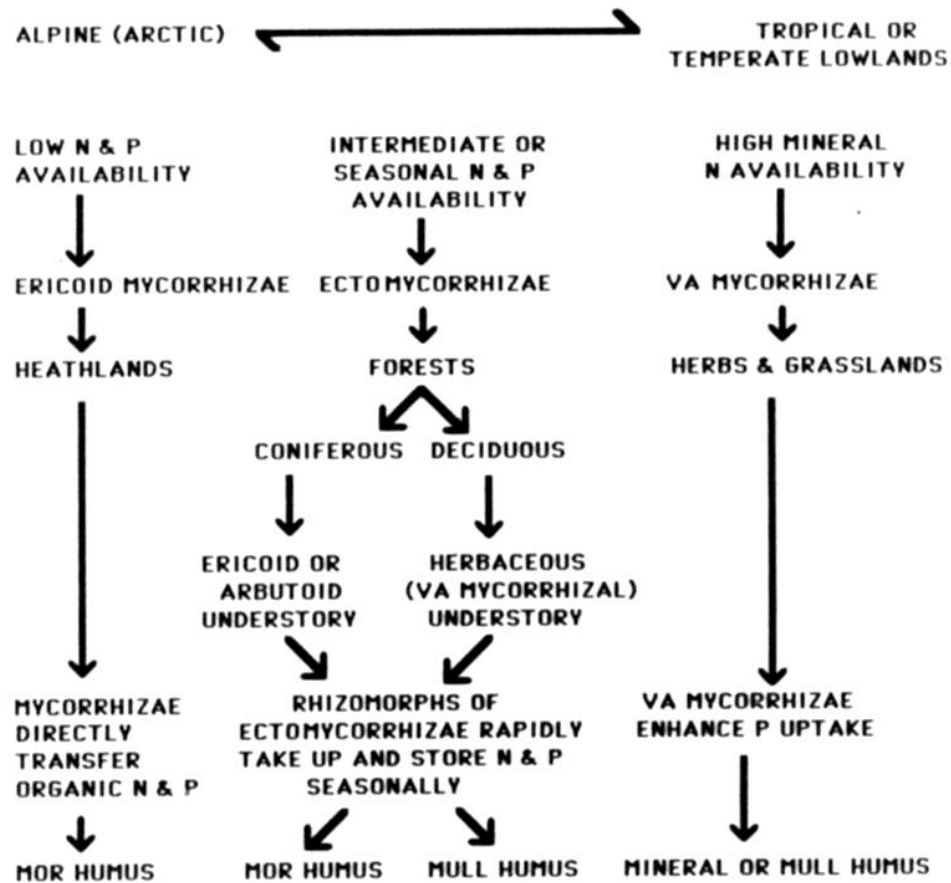 ALPINE (ARCTIC)
TROPICAL OR
TEMPERATE LOWLANDS
LOW N & P
AVAILABILITY
INTERMEDIATE OR
SEASONAL N & P
AVAILABILITY
HIGH MINERAL
N AVAILABILITY
ERICOID MYCORRHIZAE
ECTOMYCORRHIZAE
VA MYCORRHIZAE
HEATHLANDS
FORESTS
HERBS & GRASSLANDS
CONIFEROUS
DECIDUOUS
ERICOID OR
ARBUTOID
UNDERSTORY
HERBACEOUS
(VA MYCORRHIZAL)
UNDERSTORY
MYCORRHIZAE
DIRECTLY
TRANSFER
ORGANIC N & P
RHIZOMORPHS OF
ECTOMYCORRHIZAE RAPIDLY
TAKE UP AND STORE N & P
SEASONALLY
VA MYCORRHIZAE
ENHANCE P UPTAKE
MOR HUMUS
MOR HUMUS
MULL HUMUS
MINERAL OR MULL HUMUS